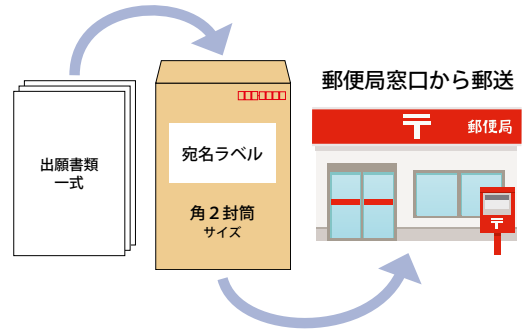 郵便局窓口から郵送
出願書類
一式
宛名ラベル
角2封筒
サイズ
郵便局